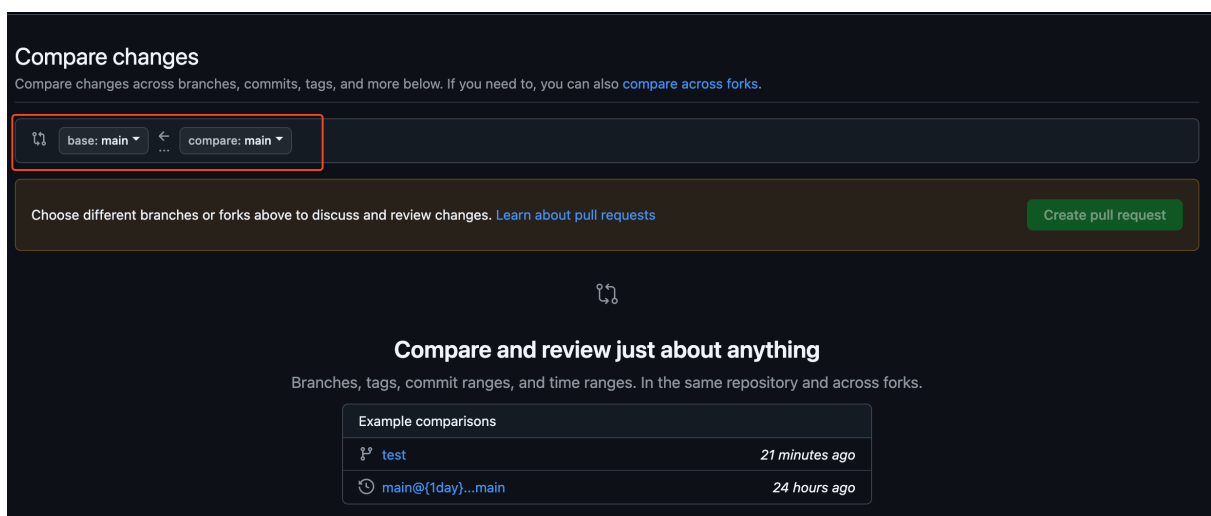 Compare changes
Compare changes across branches, commits, tags, and more below. If you need to, you can also compare across forks.
base: main ... compare: main
Choose different branches or forks above to discuss and review changes. Learn about pull requests Create pull request
Compare and review just about anything
Branches, tags, commit ranges, and time ranges. In the same repository and across forks.
Example comparisons
test 21 minutes ago
main@{1day}...main 24 hours ago